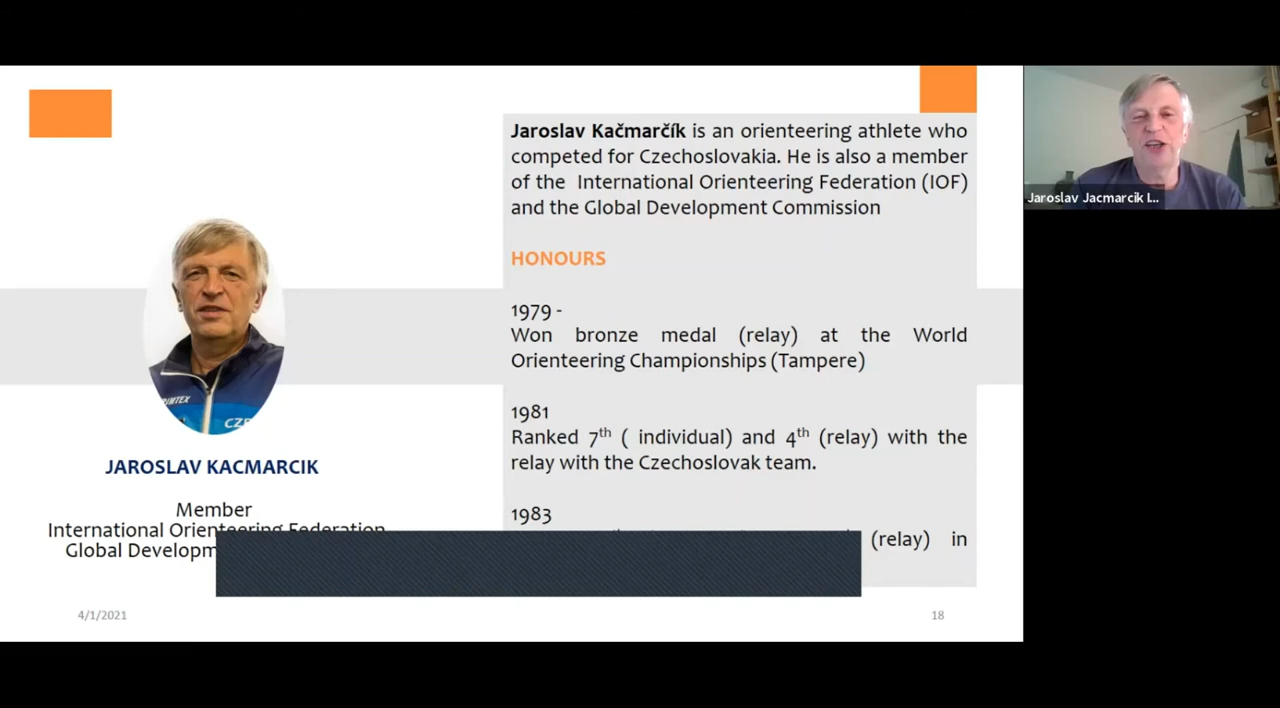 Jaroslav Kačmarčík is an orienteering athlete who
competed for Czechoslovakia. He is also a member
of the International Orienteering Federation (IOF)
and the Global Development Commission
HONOURS
1979 -
Won bronze medal (relay) at the World
Orienteering Championships (Tampere)
1981
Ranked 7th ( individual) and 4th (relay) with the
relay with the Czechoslovak team.
1983
(relay) in
JAROSLAV KACMARCIK
Member
International Orienteering Federation
Global Developm
4/1/2021
18
Jaroslav Jacmarcik I...